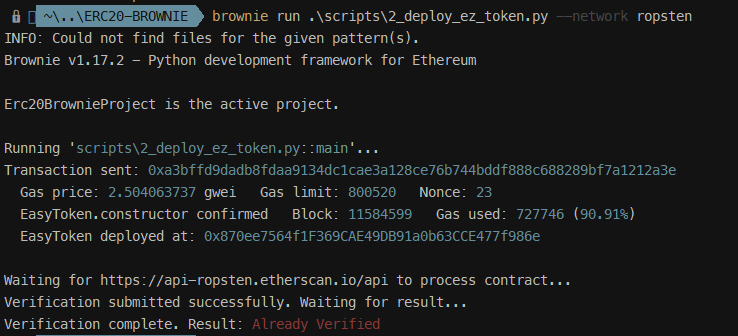 ~\..\ERC20-BROWNIE brownie run .\scripts\2_deploy_ez_token.py --network ropsten
INFO: Could not find files for the given pattern(s).
Brownie v1.17.2 - Python development framework for Ethereum
Erc20BrownieProject is the active project.
Running 'scripts\2_deploy_ez_token.py::main'...
Transaction sent: 0xa3bffd9dadb8fdaa9134dc1cae3a128ce76b744bddf888c688289bf7a1212a3e
Gas price: 2.504063737 gwei Gas limit: 800520 Nonce: 23
EasyToken.constructor confirmed Block: 11584599 Gas used: 727746 (90.91%)
EasyToken deployed at: 0x870ee7564f1F369CAE49DB91a0b63CCE477f986e
Waiting for https://api-ropsten.etherscan.io/api to process contract...
Verification submitted successfully. Waiting for result...
Verification complete. Result: Already Verified